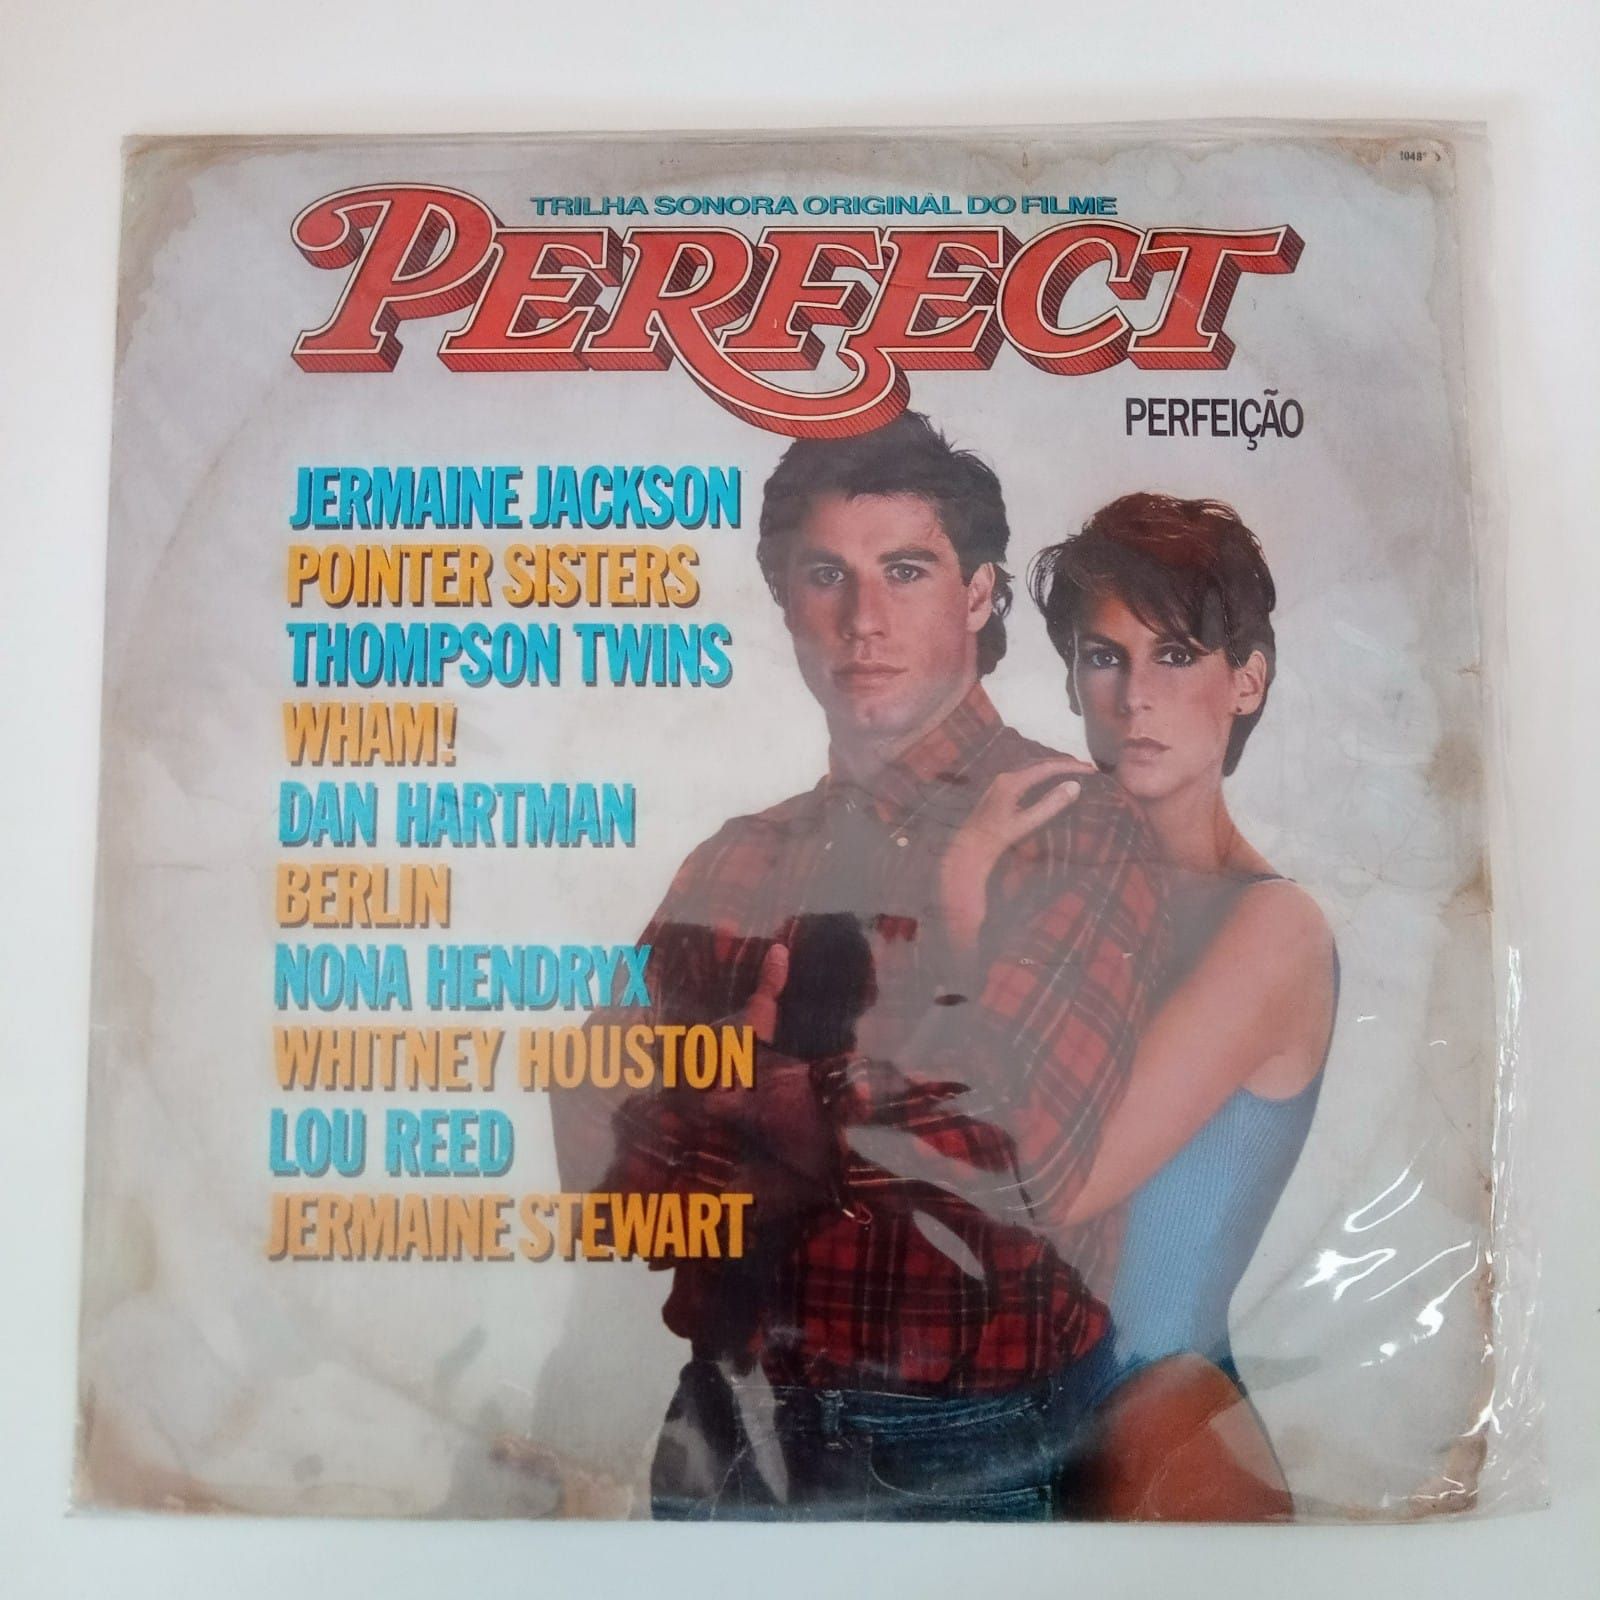 TRILHA SONORA ORIGINAL DO FILME
PERFECT
PERFEIÇÃO
JERMAINE JACKSON
POINTER SISTERS
THOMPSON TWINS
WHAM!
DAN HARTMAN
BERLIN
NONA HENDRYX
WHITNEY HOUSTON
LOU REED
JERMAINE STEWART